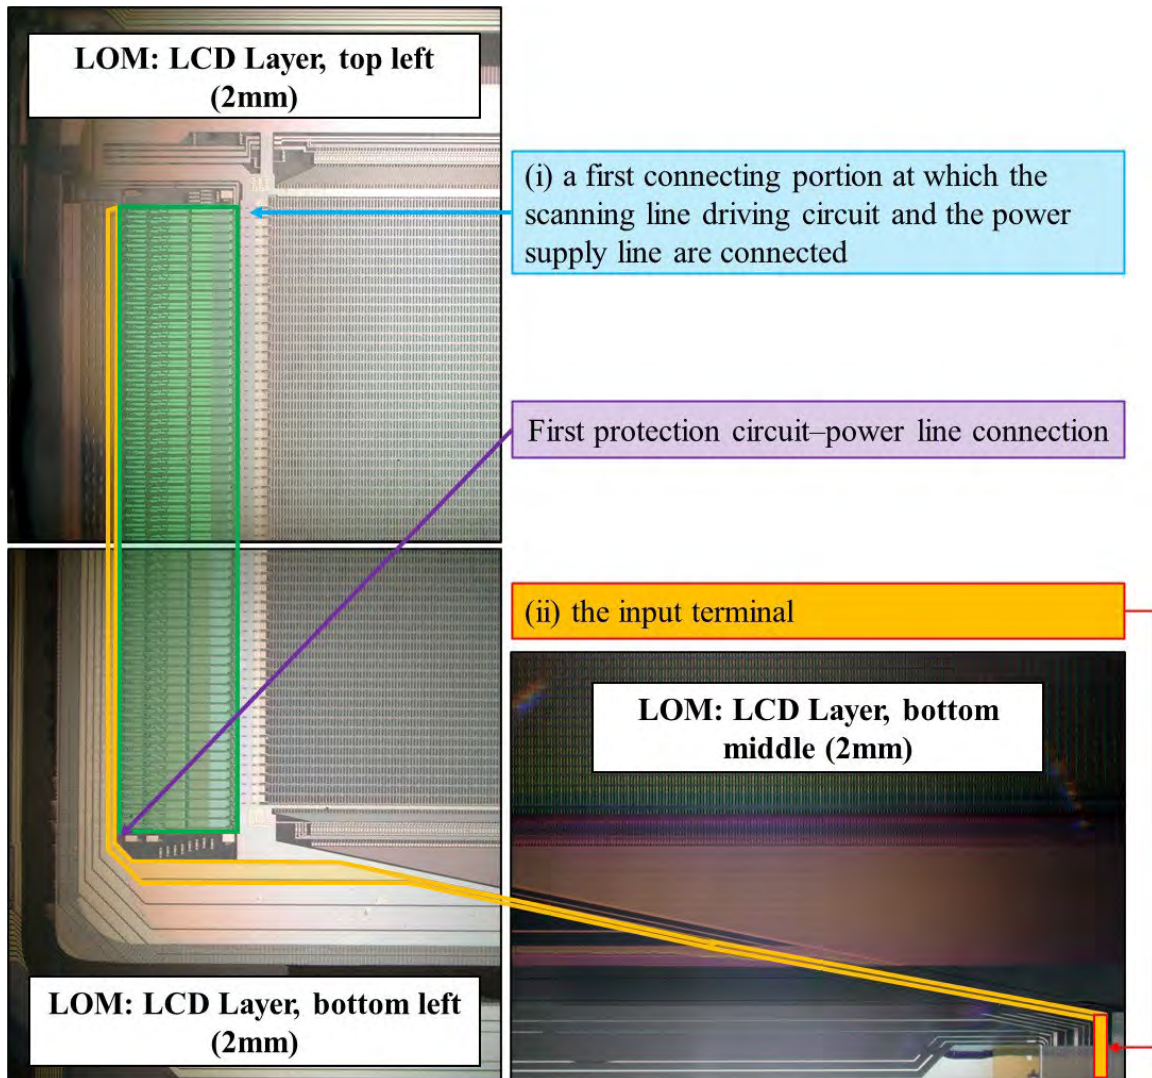 LOM: LCD Layer, top left
(2mm)
(i) a first connecting portion at which the
scanning line driving circuit and the power
supply line are connected
First protection circuit–power line connection
(ii) the input terminal
LOM: LCD Layer, bottom
middle (2mm)
LOM: LCD Layer, bottom left
(2mm)